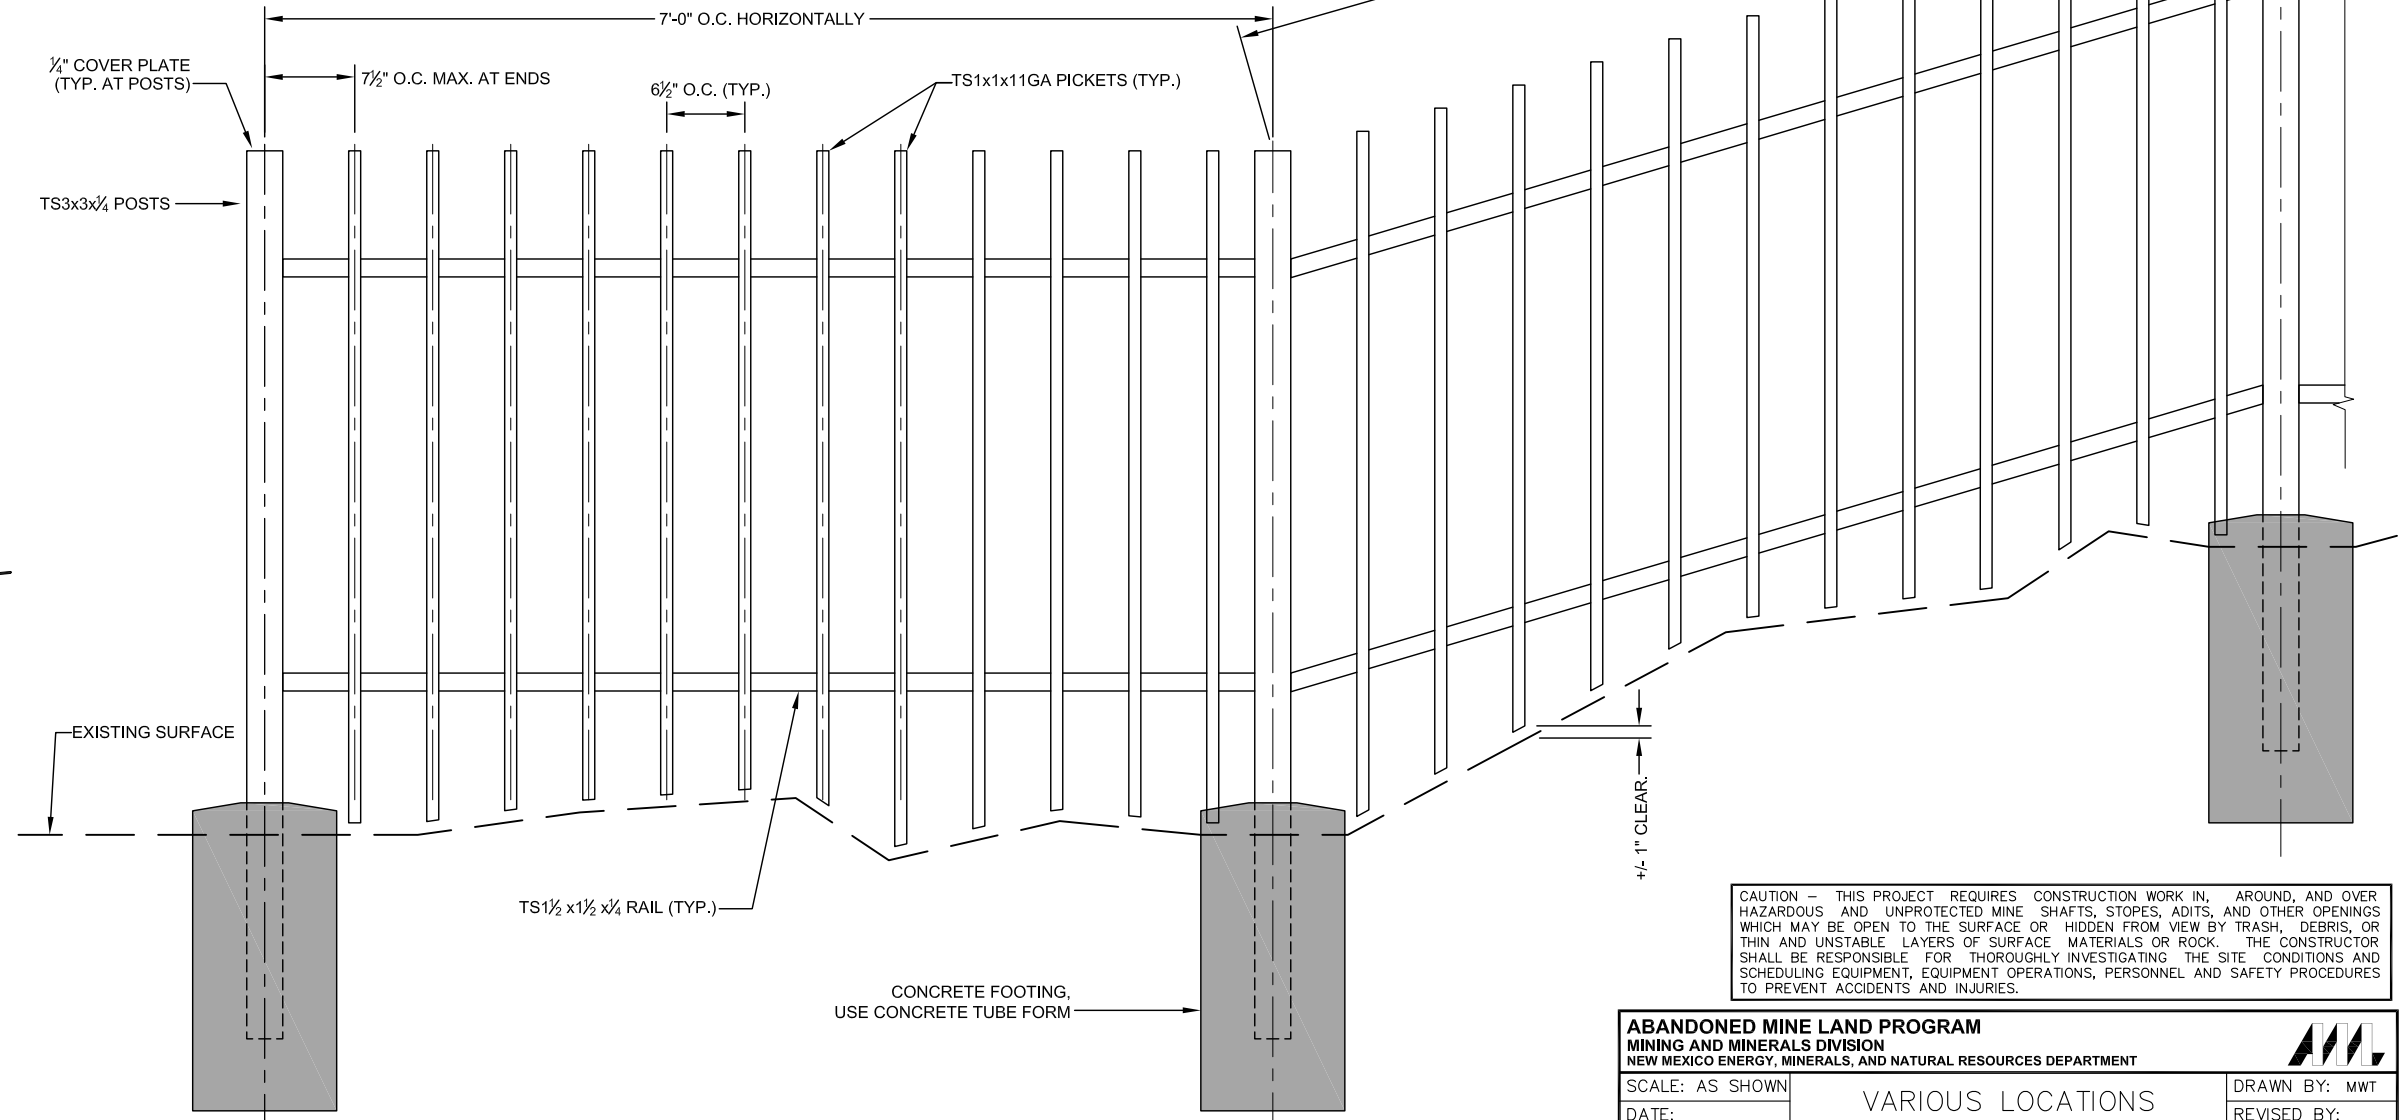 7'-0" O.C. HORIZONTALLY
¼" COVER PLATE
(TYP. AT POSTS)
7½" O.C. MAX. AT ENDS
6½" O.C. (TYP.)
TS1x1x11GA PICKETS (TYP.)
TS3x3x¼ POSTS
EXISTING SURFACE
+/- 1" CLEAR.
TS1½ x1½ x¼ RAIL (TYP.)
CONCRETE FOOTING,
USE CONCRETE TUBE FORM
CAUTION – THIS PROJECT REQUIRES CONSTRUCTION WORK IN, AROUND, AND OVER
HAZARDOUS AND UNPROTECTED MINE SHAFTS, STOPES, ADITS, AND OTHER OPENINGS
WHICH MAY BE OPEN TO THE SURFACE OR HIDDEN FROM VIEW BY TRASH, DEBRIS, OR
THIN AND UNSTABLE LAYERS OF SURFACE MATERIALS OR ROCK. THE CONSTRUCTOR
SHALL BE RESPONSIBLE FOR THOROUGHLY INVESTIGATING THE SITE CONDITIONS AND
SCHEDULING EQUIPMENT, EQUIPMENT OPERATIONS, PERSONNEL AND SAFETY PROCEDURES
TO PREVENT ACCIDENTS AND INJURIES.
ABANDONED MINE LAND PROGRAM
MINING AND MINERALS DIVISION
NEW MEXICO ENERGY, MINERALS, AND NATURAL RESOURCES DEPARTMENT
AML
SCALE: AS SHOWN
VARIOUS LOCATIONS
DRAWN BY: MWT
DATE:
REVISED BY: